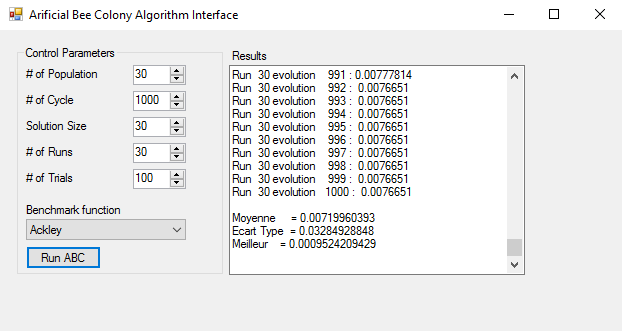 Arificial Bee Colony Algorithm Interface
Control Parameters
# of Population 30
# of Cycle 1000
Solution Size 30
# of Runs 30
# of Trials 100
Benchmark function
Ackley
Run ABC
Results
Run 30 evolution 991 : 0.00777814
Run 30 evolution 992 : 0.0076651
Run 30 evolution 993 : 0.0076651
Run 30 evolution 994 : 0.0076651
Run 30 evolution 995 : 0.0076651
Run 30 evolution 996 : 0.0076651
Run 30 evolution 997 : 0.0076651
Run 30 evolution 998 : 0.0076651
Run 30 evolution 999 : 0.0076651
Run 30 evolution 1000 : 0.0076651
Moyenne = 0.00719960393
Ecart Type = 0.03284928848
Meilleur = 0.0009524209429